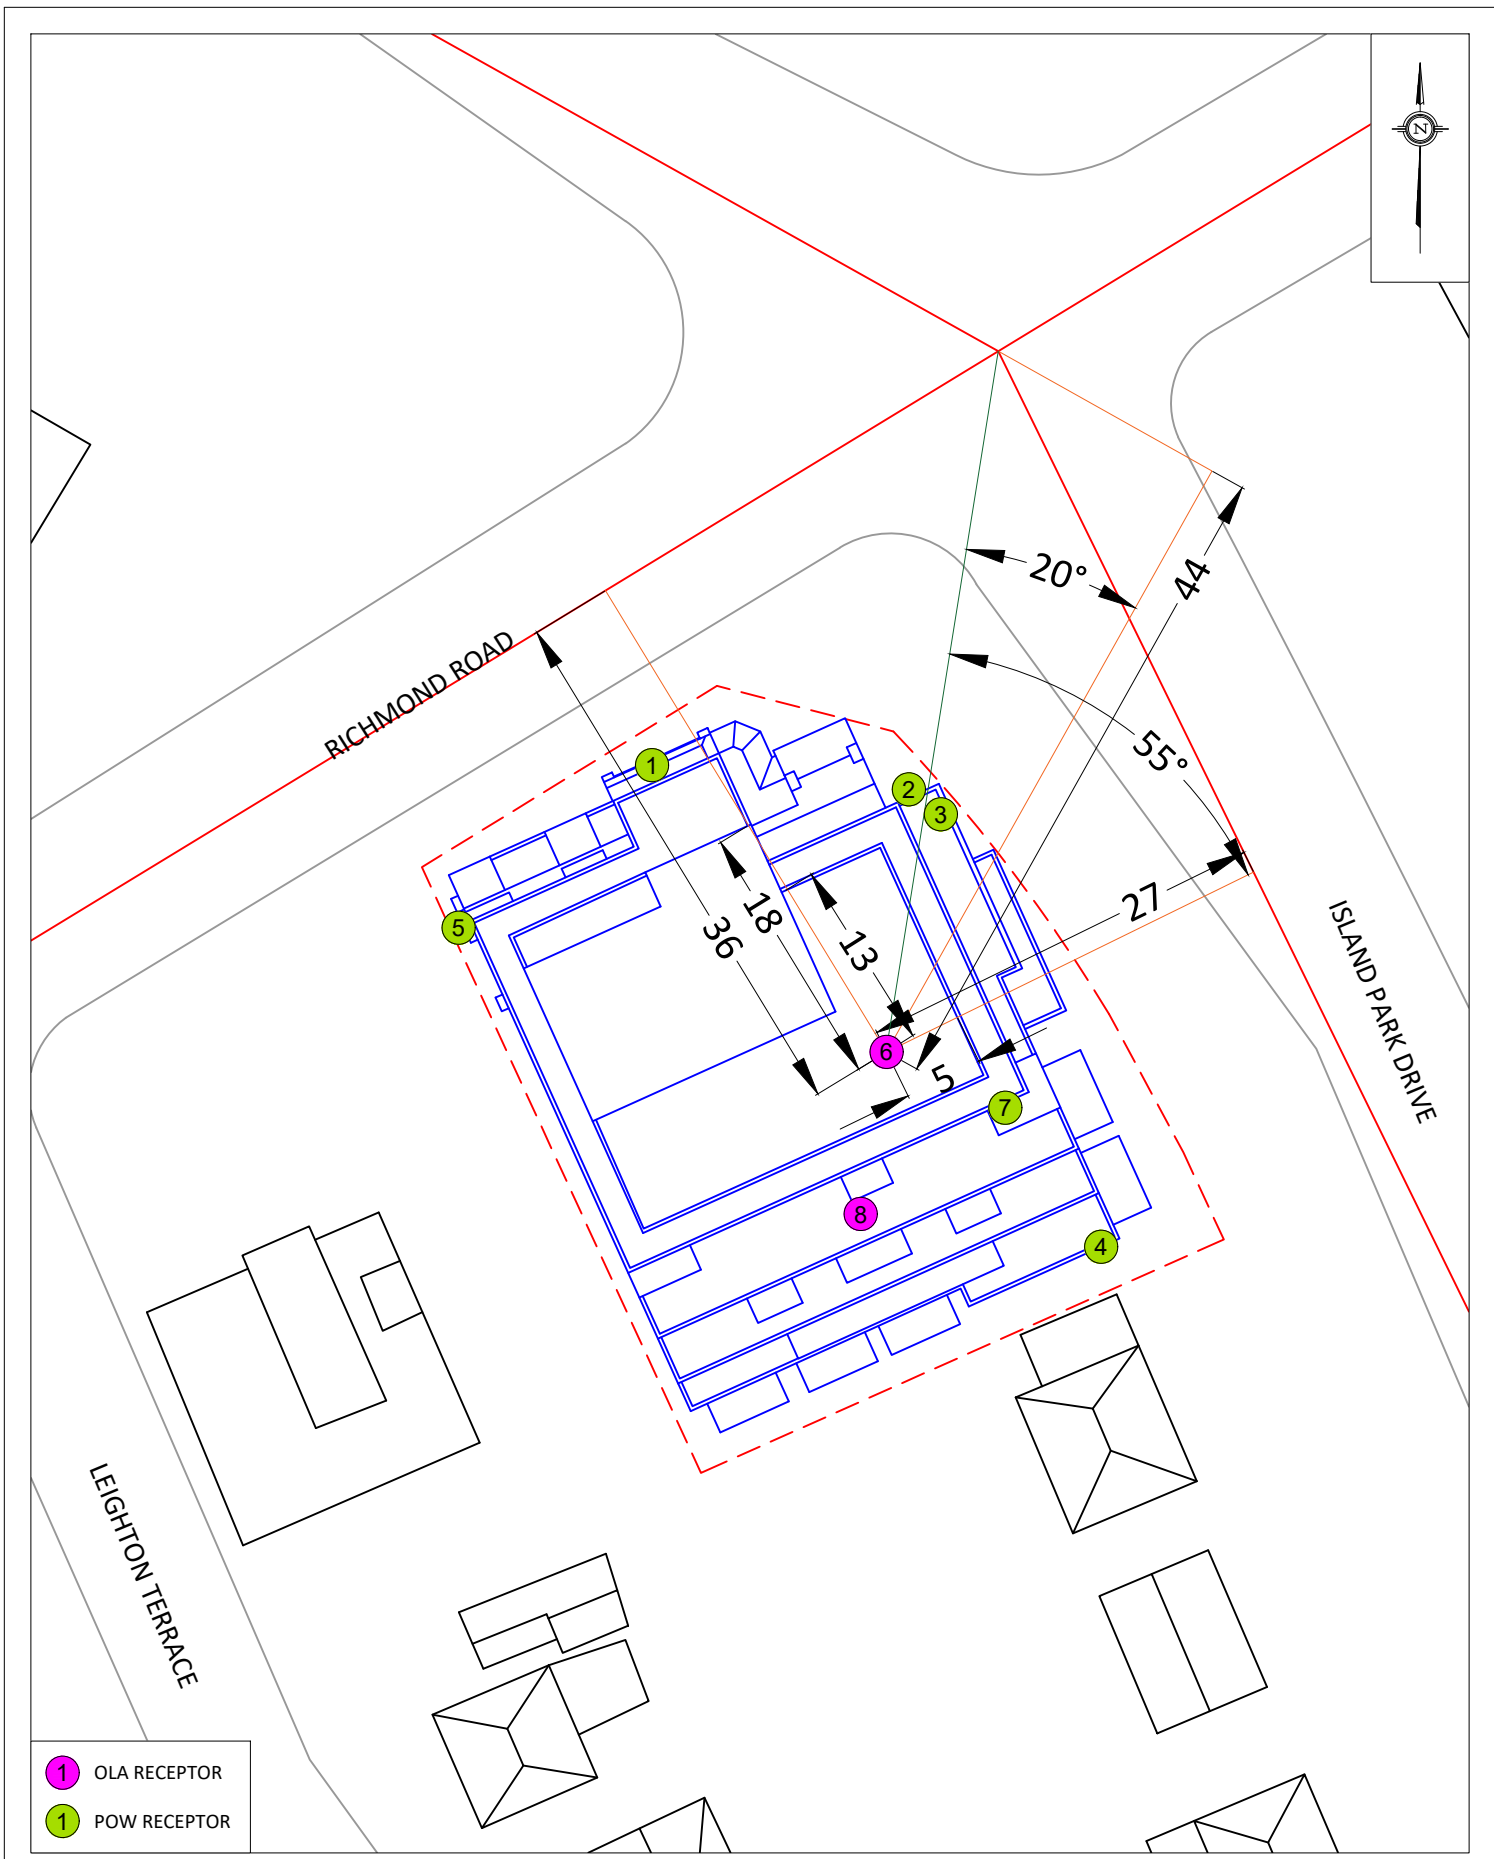 N
20°
44
RICHMOND ROAD
55°
1
2
3
27
18
36
13
5
ISLAND PARK DRIVE
6
5
7
8
4
LEIGHTON TERRACE
1 OLA RECEPTOR
1 POW RECEPTOR